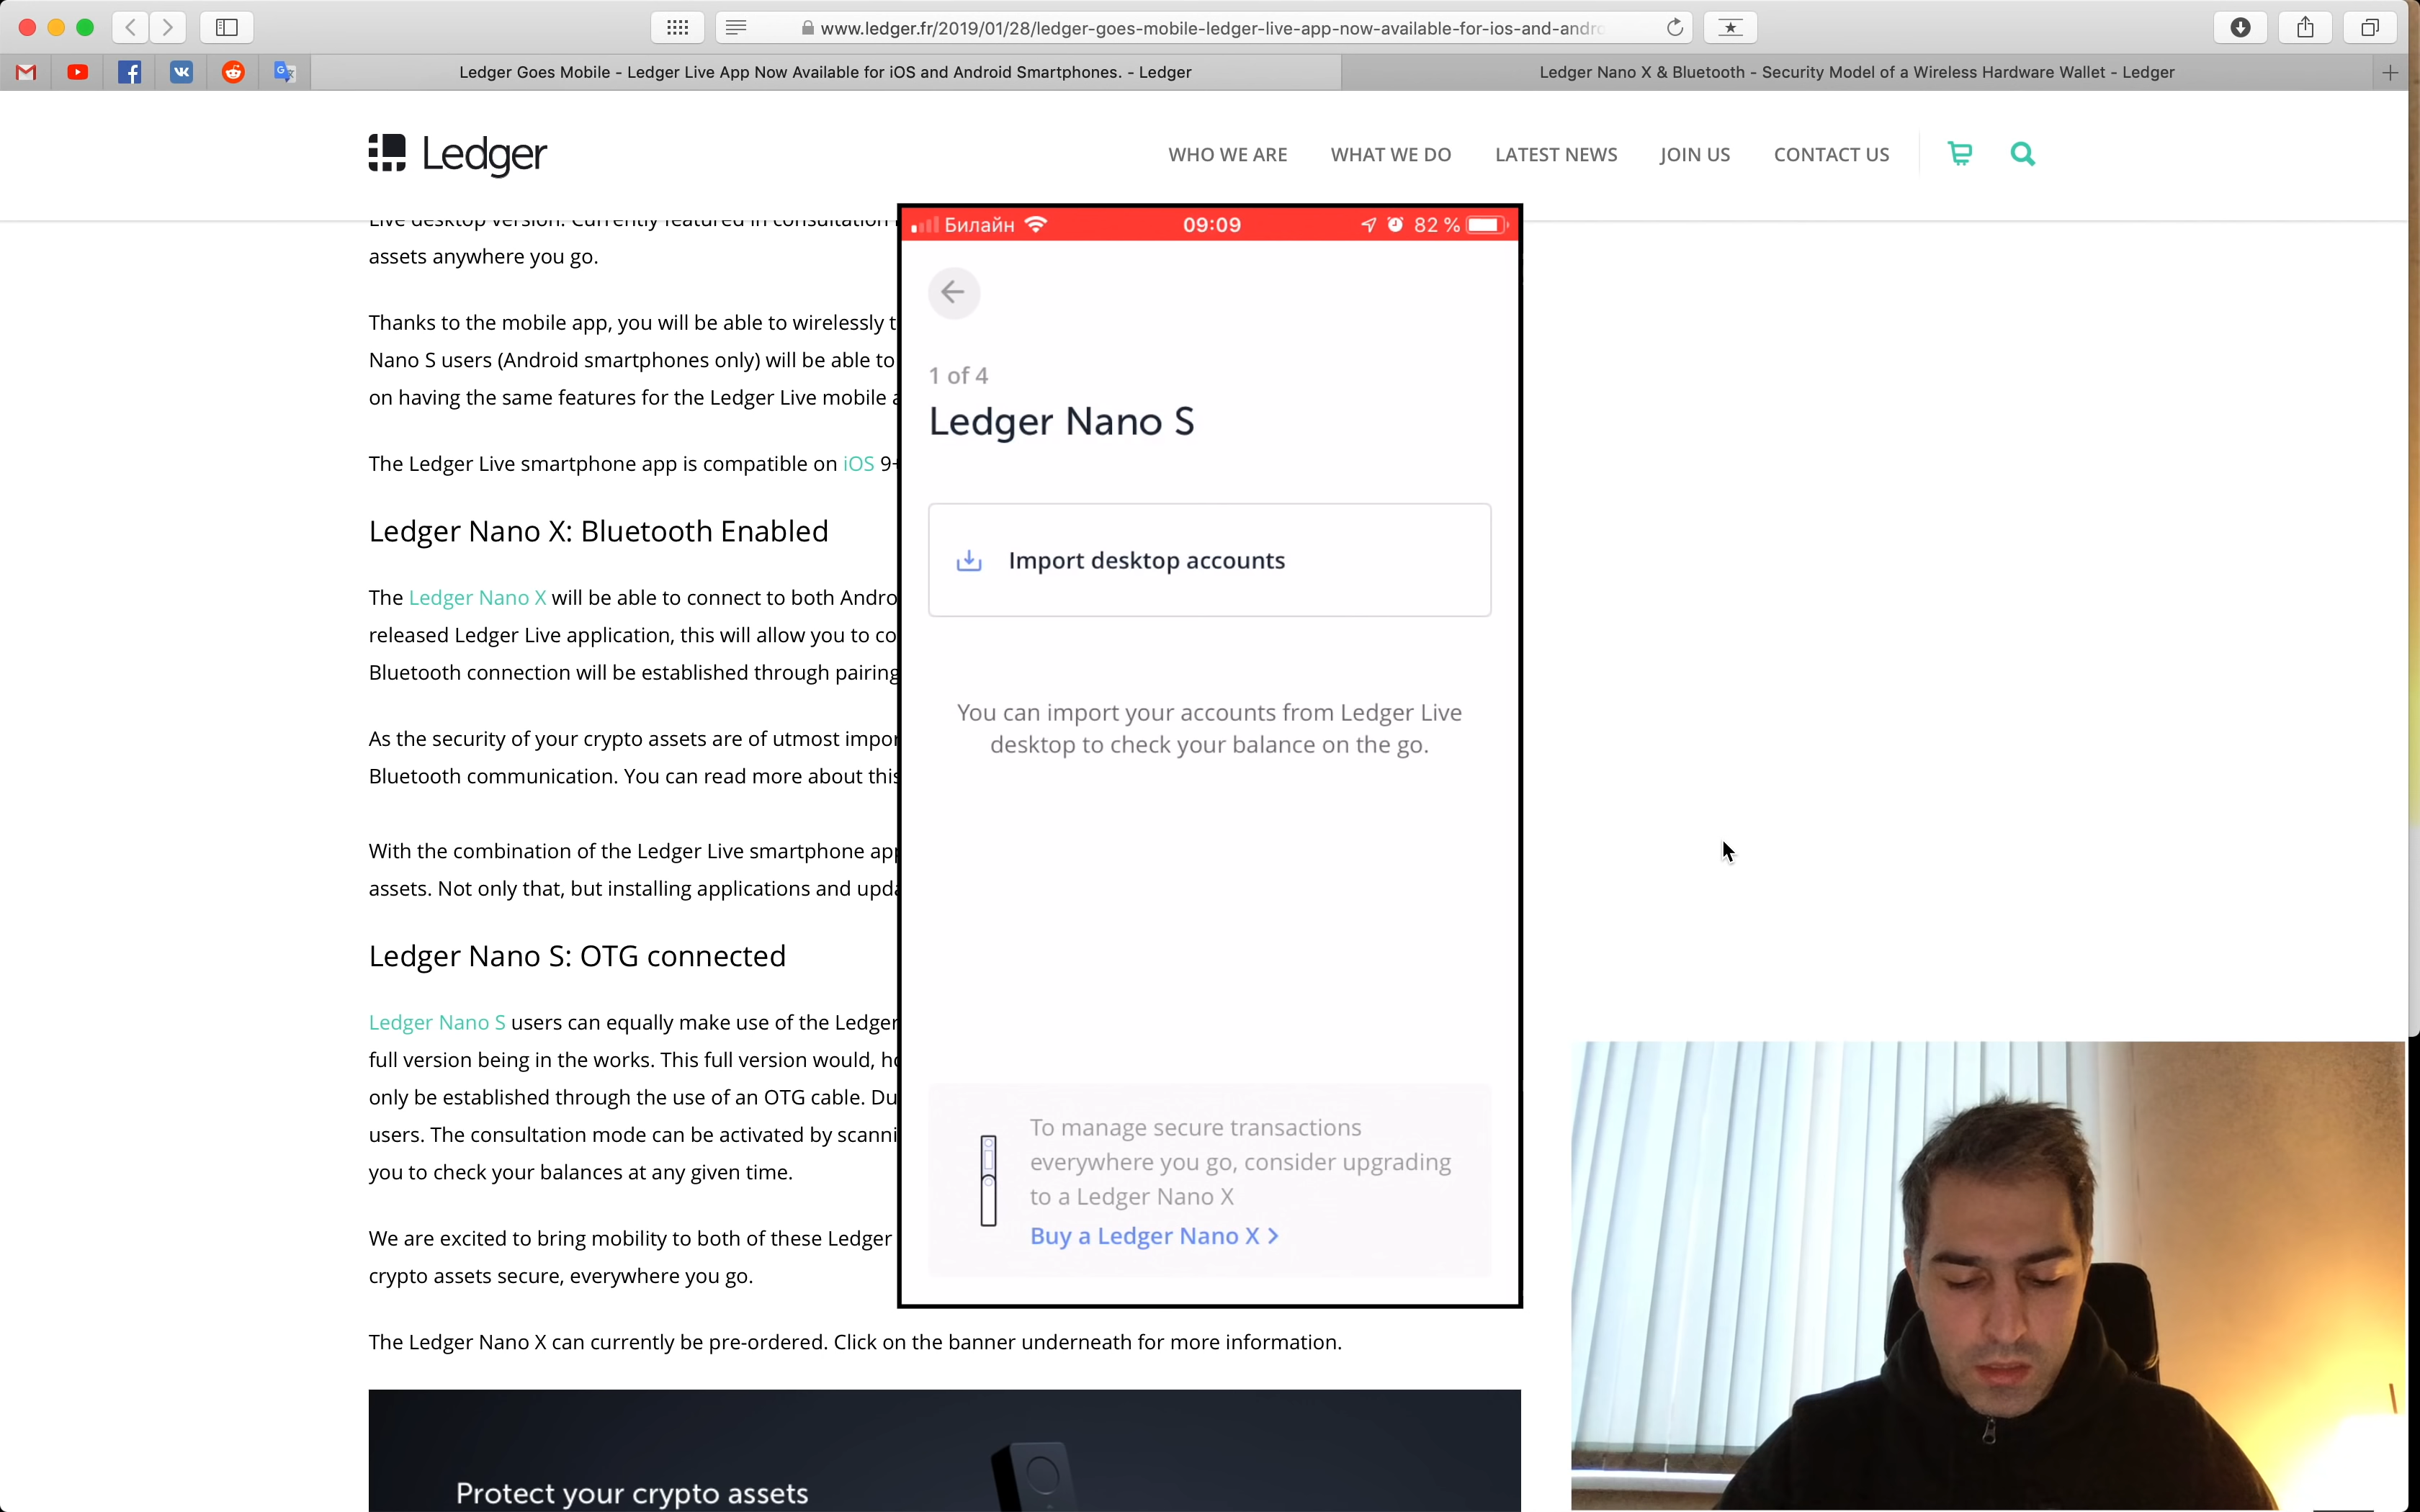 www.ledger.fr/2019/01/28/ledger-goes-mobile-ledger-live-app-now-available-for-ios-and-andro
Ledger Goes Mobile - Ledger Live App Now Available for iOS and Android Smartphones. - Ledger
Ledger Nano X & Bluetooth - Security Model of a Wireless Hardware Wallet - Ledger
Ledger
WHO WE ARE
WHAT WE DO
LATEST NEWS
JOIN US
CONTACT US
Live desktop version. Currently featured in consultation
assets anywhere you go.
Thanks to the mobile app, you will be able to wirelessly
Nano S users (Android smartphones only) will be able to
on having the same features for the Ledger Live mobile
The Ledger Live smartphone app is compatible on iOS 9+
Ledger Nano X: Bluetooth Enabled
The Ledger Nano X will be able to connect to both Andro
released Ledger Live application, this will allow you to co
Bluetooth connection will be established through pairing
As the security of your crypto assets are of utmost impor
Bluetooth communication. You can read more about this
With the combination of the Ledger Live smartphone app
assets. Not only that, but installing applications and upda
Ledger Nano S: OTG connected
Ledger Nano S users can equally make use of the Ledger
full version being in the works. This full version would, ho
only be established through the use of an OTG cable. Du
users. The consultation mode can be activated by scanni
you to check your balances at any given time.
We are excited to bring mobility to both of these Ledger
crypto assets secure, everywhere you go.
The Ledger Nano X can currently be pre-ordered. Click on the banner underneath for more information.
Protect your crypto assets
Билайн 09:09 82 %
1 of 4
Ledger Nano S
Import desktop accounts
You can import your accounts from Ledger Live
desktop to check your balance on the go.
To manage secure transactions
everywhere you go, consider upgrading
to a Ledger Nano X
Buy a Ledger Nano X >